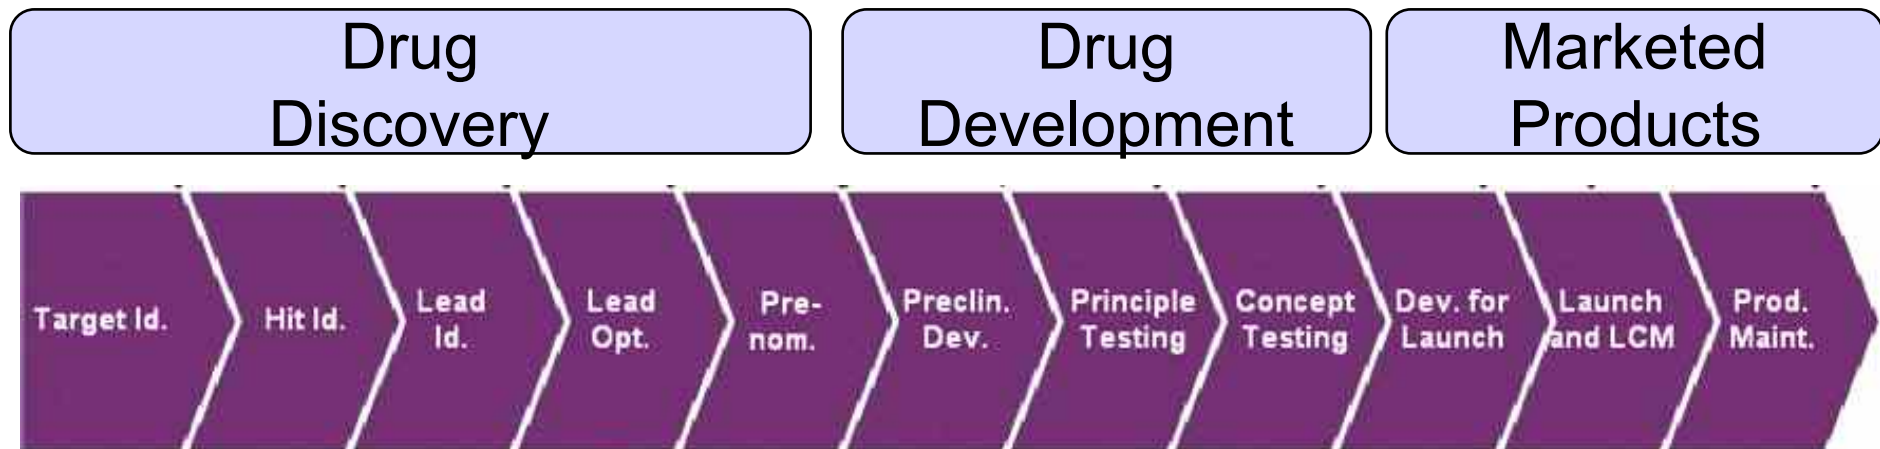 Drug
Discovery
Drug
Development
Marketed
Products
Target Id.
Hit Id.
Lead
Id.
Lead
Opt.
Pre-
nom.
Preclin.
Dev.
Principle
Testing
Concept
Testing
Dev. for
Launch
Launch
and LCM
Prod.
Maint.